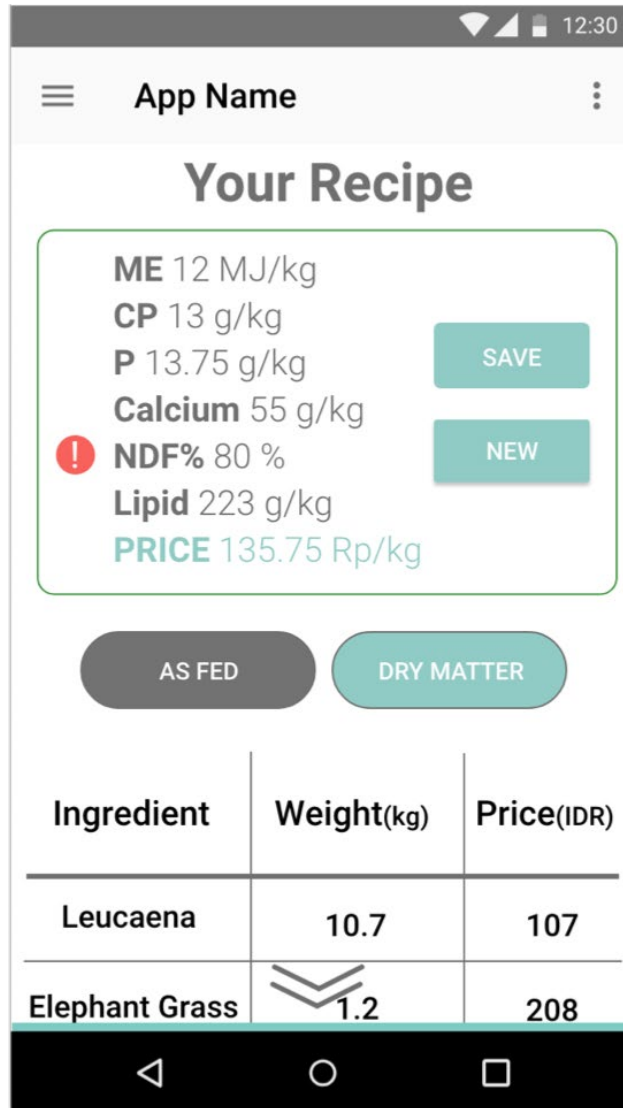 12:30
App Name
Your Recipe
ME 12 MJ/kg
CP 13 g/kg
P 13.75 g/kg
Calcium 55 g/kg
! NDF% 80 %
Lipid 223 g/kg
PRICE 135.75 Rp/kg
SAVE
NEW
AS FED DRY MATTER
Ingredient Weight(kg) Price(IDR)
Leucaena 10.7 107
Elephant Grass 1.2 208